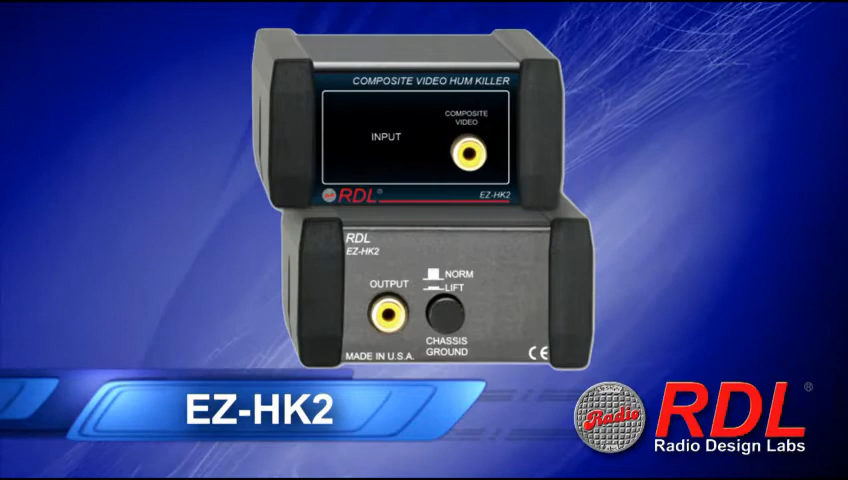 COMPOSITE VIDEO HUM KILLER
COMPOSITE
VIDEO
INPUT
RDL®
EZ-HK2
RDL
EZ-HK2
NORM
LIFT
OUTPUT
CHASSIS
GROUND
MADE IN U.S.A.
CE
EZ-HK2
Radio
RDL®
Radio Design Labs